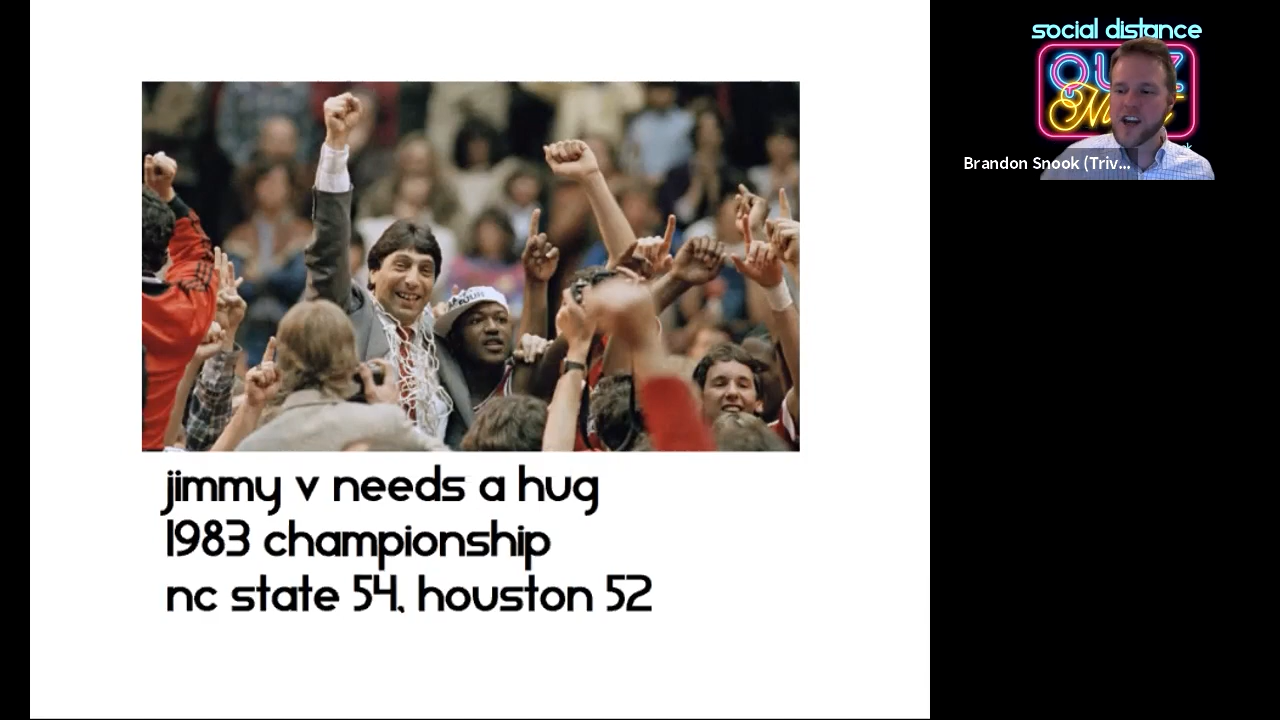 jimmy v needs a hug
1983 championship
nc state 54, houston 52
social distance
Brandon Snook (Triv...